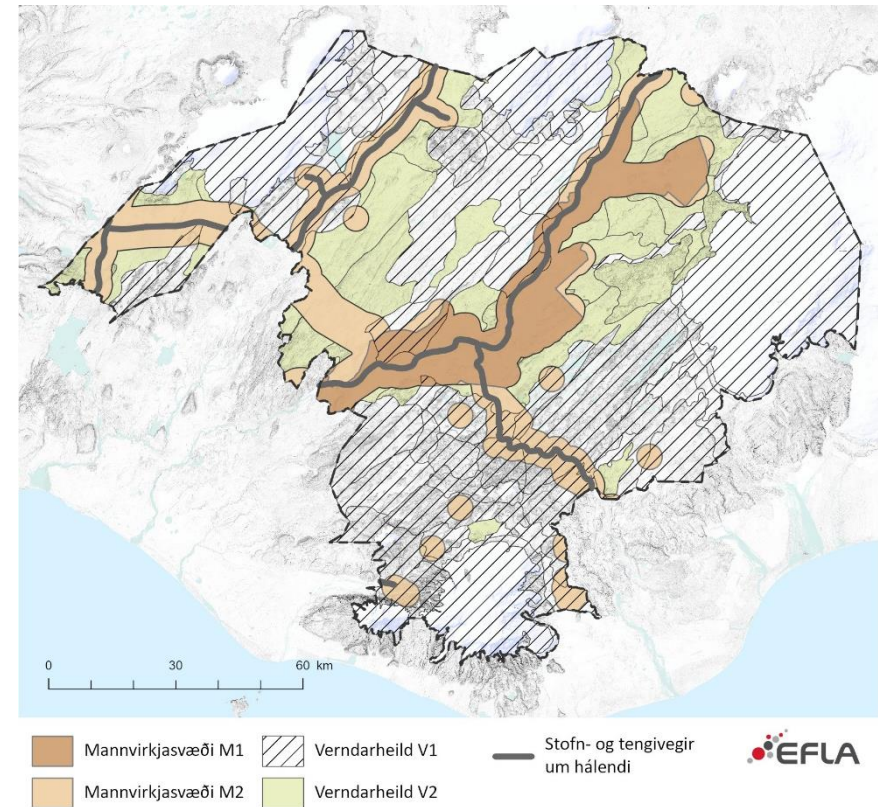 0 30 60 km
Mannvirkjasvæði M1
Mannvirkjasvæði M2
Verndarheild V1
Verndarheild V2
Stofn- og tengivegir
um hálendi
EFLA